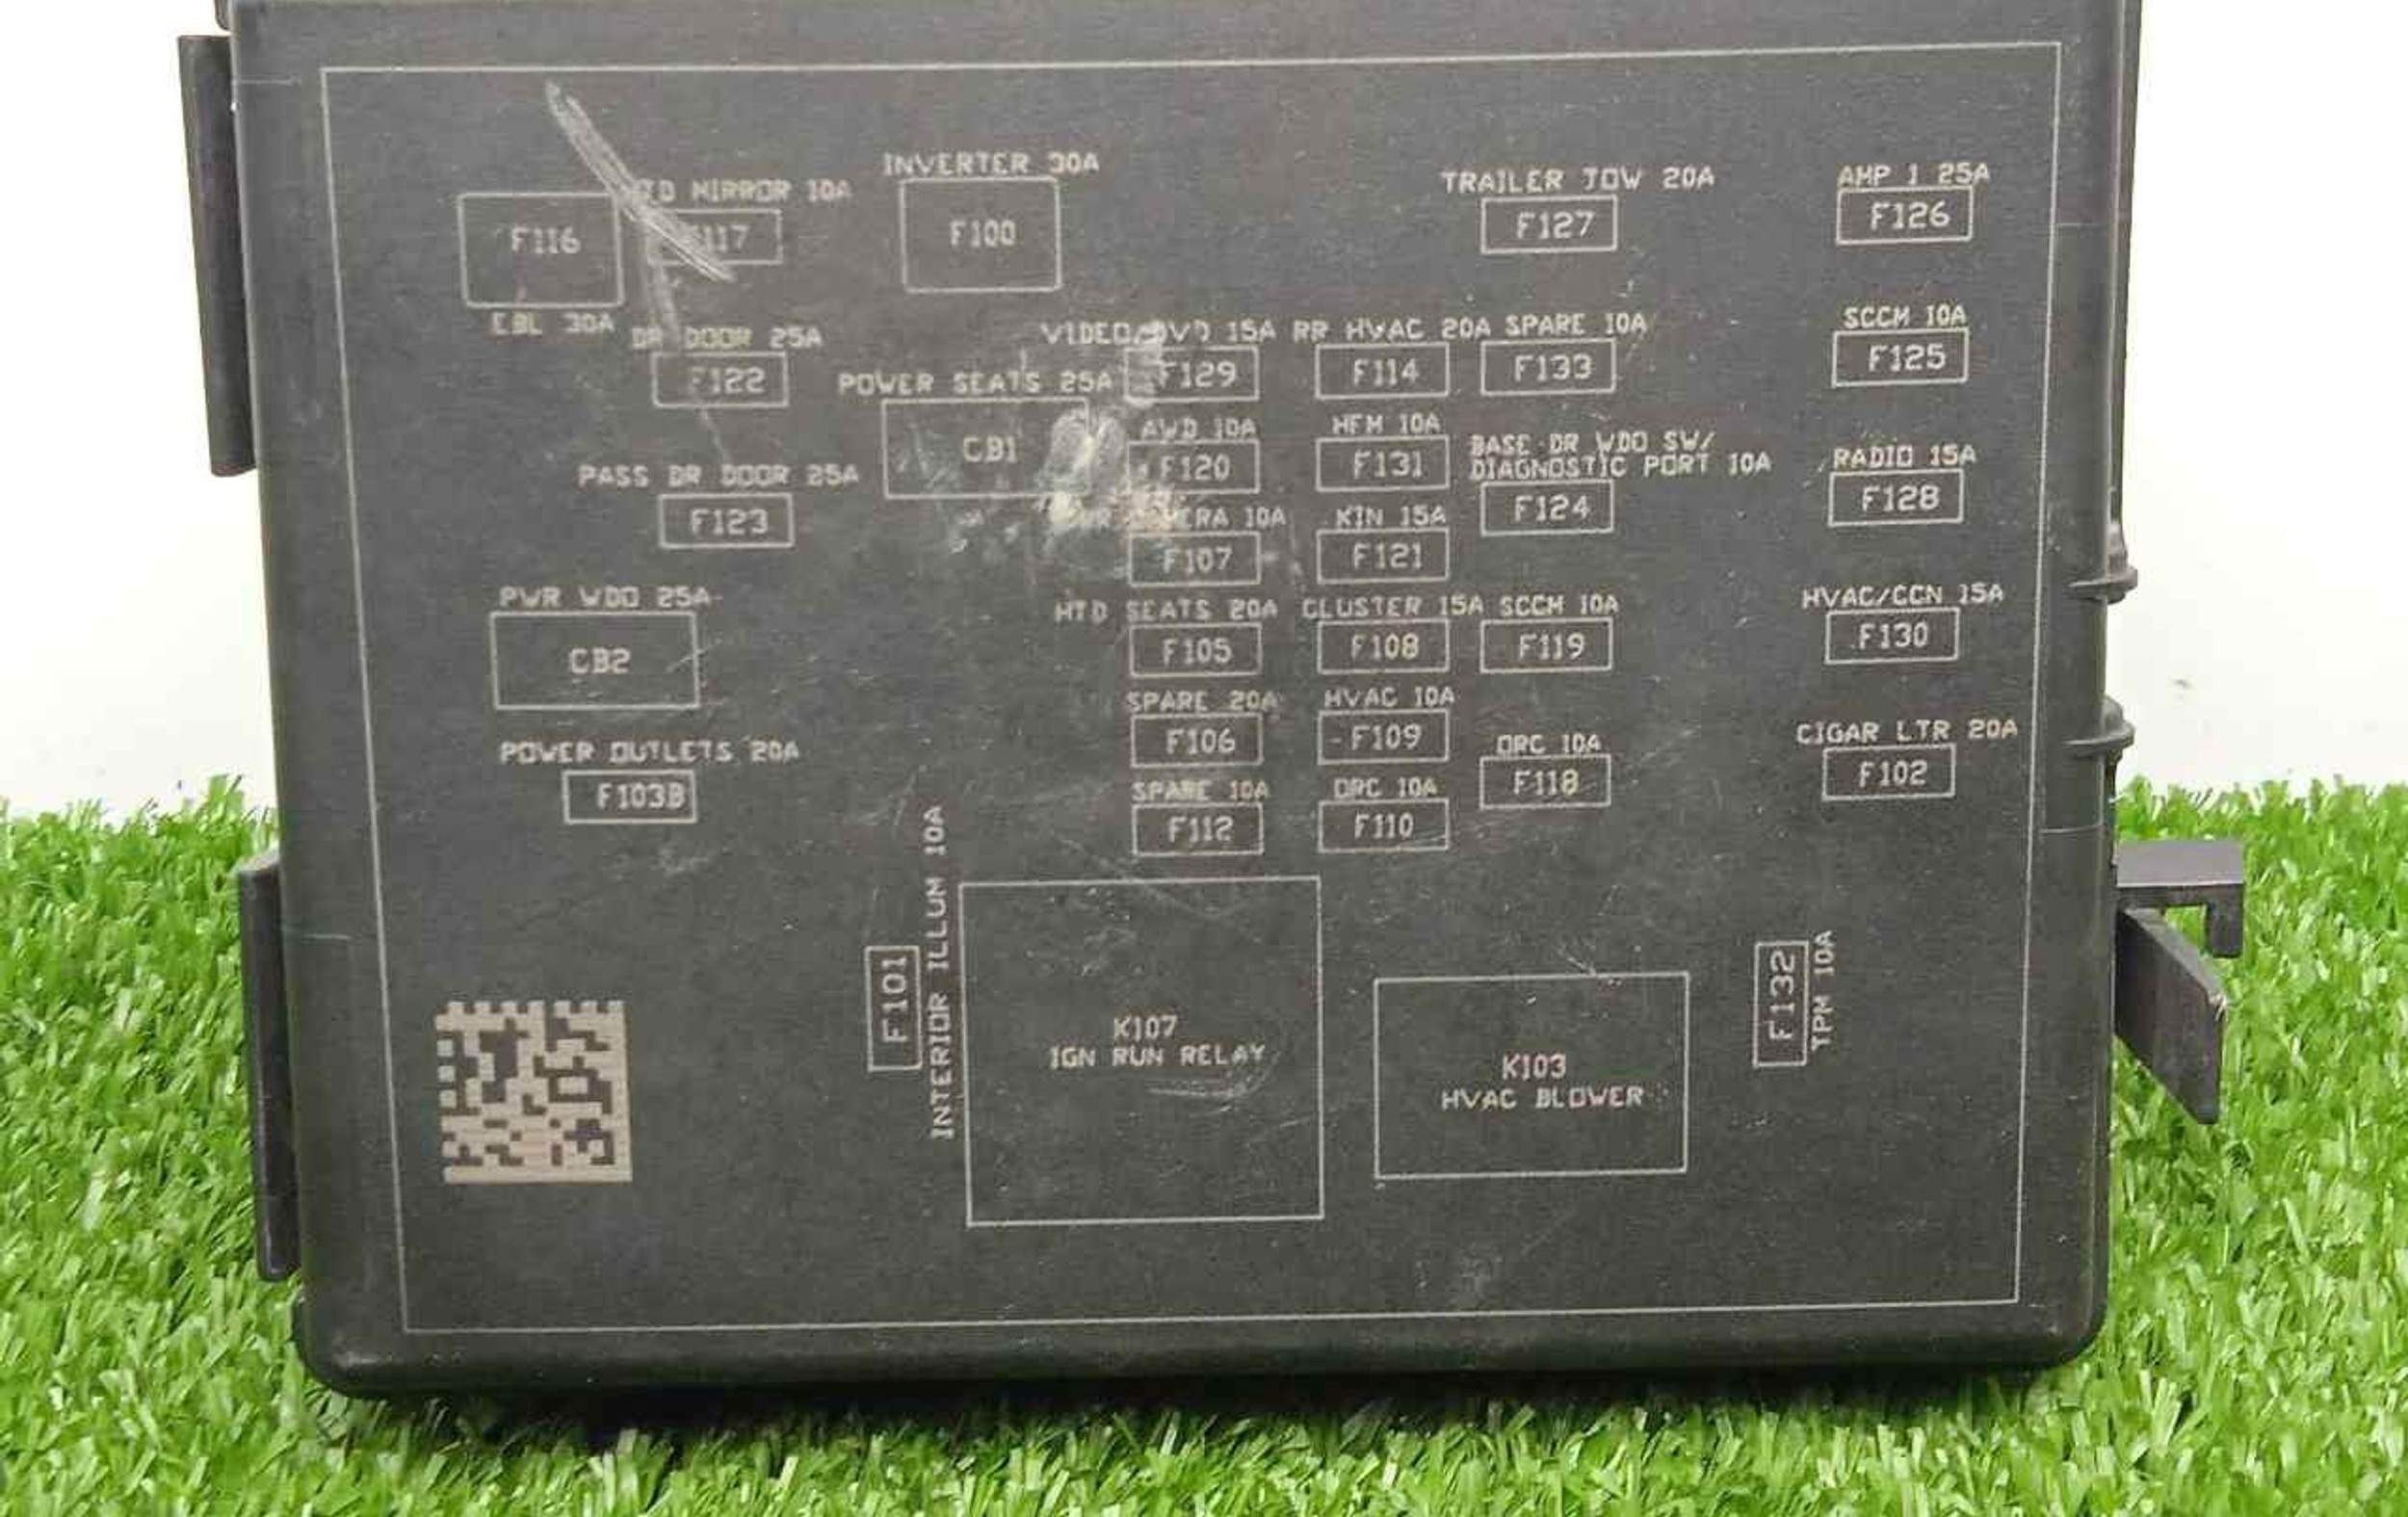 INVERTER 30A
F100
MIRROR 10A
F116
EBL 30A
TRAILER TOW 20A
F127
AMP 1 25A
F126
DR DOOR 25A
F122
VIDEO/DVD 15A
F129
RR HVAC 20A
F114
SPARE 10A
F133
SCCM 10A
F125
POWER SEATS 25A
CB1
AWD 10A
F120
HFM 10A
F131
BASE DR WDO SW/
DIAGNOSTIC PORT 10A
F124
RADIO 15A
F128
PASS DR DOOR 25A
F123
10A
F107
KIN 15A
F121
PWR WDO 25A
CB2
HTD SEATS 20A
F105
CLUSTER 15A
F108
SCCM 10A
F119
HVAC/CCN 15A
F130
SPARE 20A
F106
HVAC 10A
F109
ORC 10A
F118
CIGAR LTR 20A
F102
POWER OUTLETS 20A
F103B
SPARE 10A
F112
ORC 10A
F110
F101
INTERIOR ILLUM 10A
K107
IGN RUN RELAY
K103
HVAC BLOWER
F132
TPM 10A